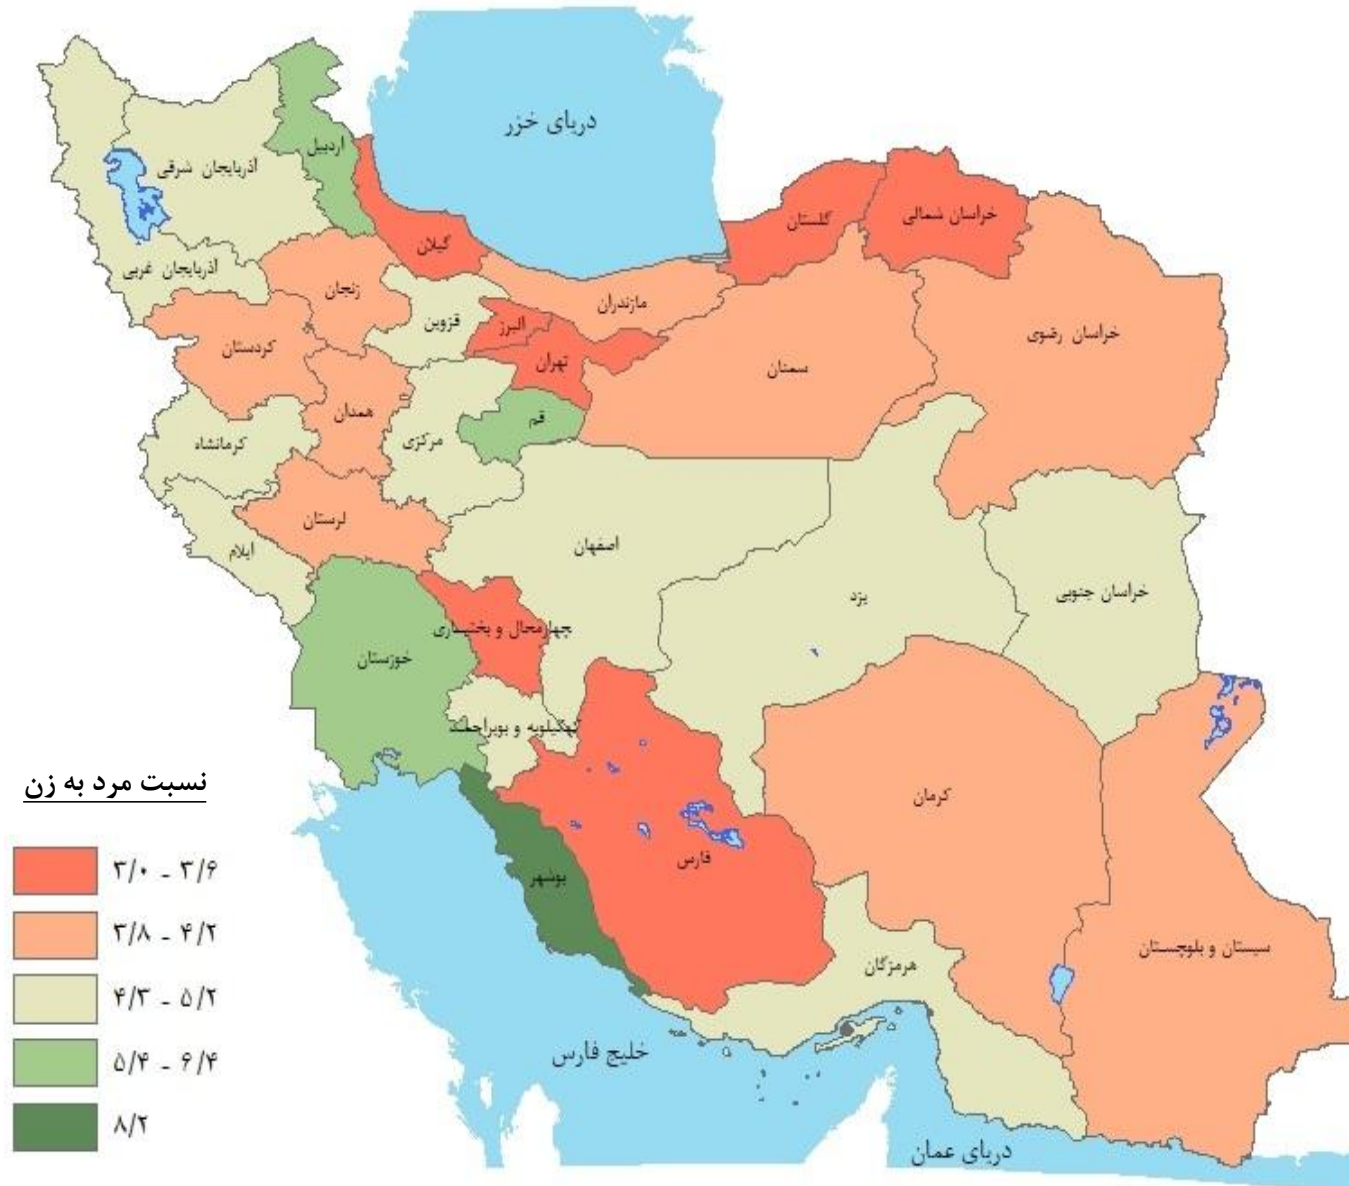 دریای خزر
اردبیل
آذربایجان شرقی
گیلان
گلستان
خراسان شمالی
آذربایجان غربی
زنجان
قزوین
مازندران
البرز
تهران
خراسان رضوی
کردستان
سمنان
همدان
قم
مرکزی
کرمانشاه
لرستان
ایلام
اصفهان
یزد
خراسان جنوبی
چهارمحال و بختیاری
خوزستان
کهگیلویه و بویراحمد
کرمان
فارس
بوشهر
هرمزگان
سیستان و بلوچستان
خلیج فارس
دریای عمان
نسبت مرد به زن
۳/۰ - ۳/۶
۳/۸ - ۴/۲
۴/۳ - ۵/۲
۵/۴ - ۶/۴
۸/۲